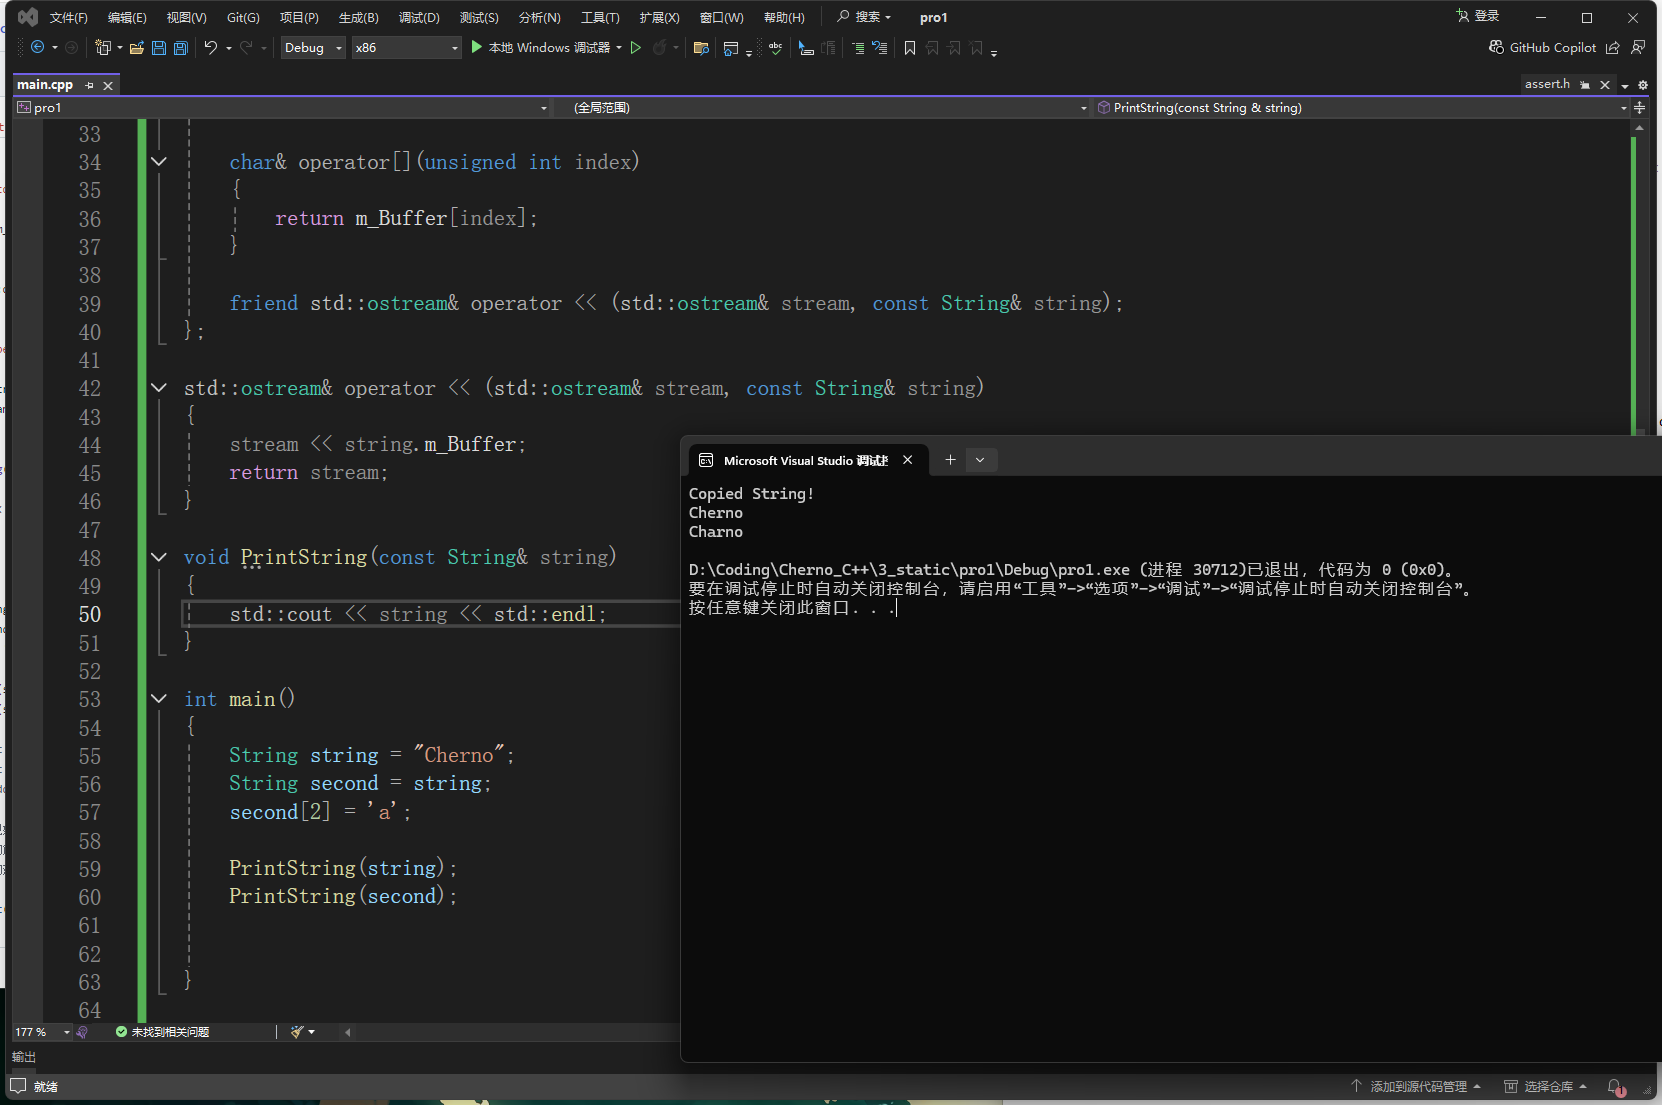 文件(F) 编辑(E) 视图(V) Git(G) 项目(P) 生成(B) 调试(D) 测试(S) 分析(N) 工具(T) 扩展(X) 窗口(W) 帮助(H) 搜索 pro1 登录
Debug x86 本地 Windows 调试器 abc GitHub Copilot
main.cpp assert.h
pro1 (全局范围) PrintString(const String & string)
33
34 char& operator[](unsigned int index)
35 {
36 return m_Buffer[index];
37 }
38
39 friend std::ostream& operator << (std::ostream& stream, const String& string);
40 };
41
42 std::ostream& operator << (std::ostream& stream, const String& string)
43 {
44 stream << string.m_Buffer;
45 return stream;
46 }
47
48 void PrintString(const String& string)
49 {
50 std::cout << string << std::endl;
51 }
52
53 int main()
54 {
55 String string = "Cherno";
56 String second = string;
57 second[2] = 'a';
58
59 PrintString(string);
60 PrintString(second);
61
62
63 }
64
Microsoft Visual Studio 调试
Copied String!
Cherno
Charno
D:\Coding\Cherno_C++\3_static\pro1\Debug\pro1.exe (进程 30712)已退出，代码为 0 (0x0)。
要在调试停止时自动关闭控制台，请启用“工具”->“选项”->“调试”->“调试停止时自动关闭控制台”。
按任意键关闭此窗口. . .
177 % 未找到相关问题
输出
就绪 添加到源代码管理 选择仓库 1